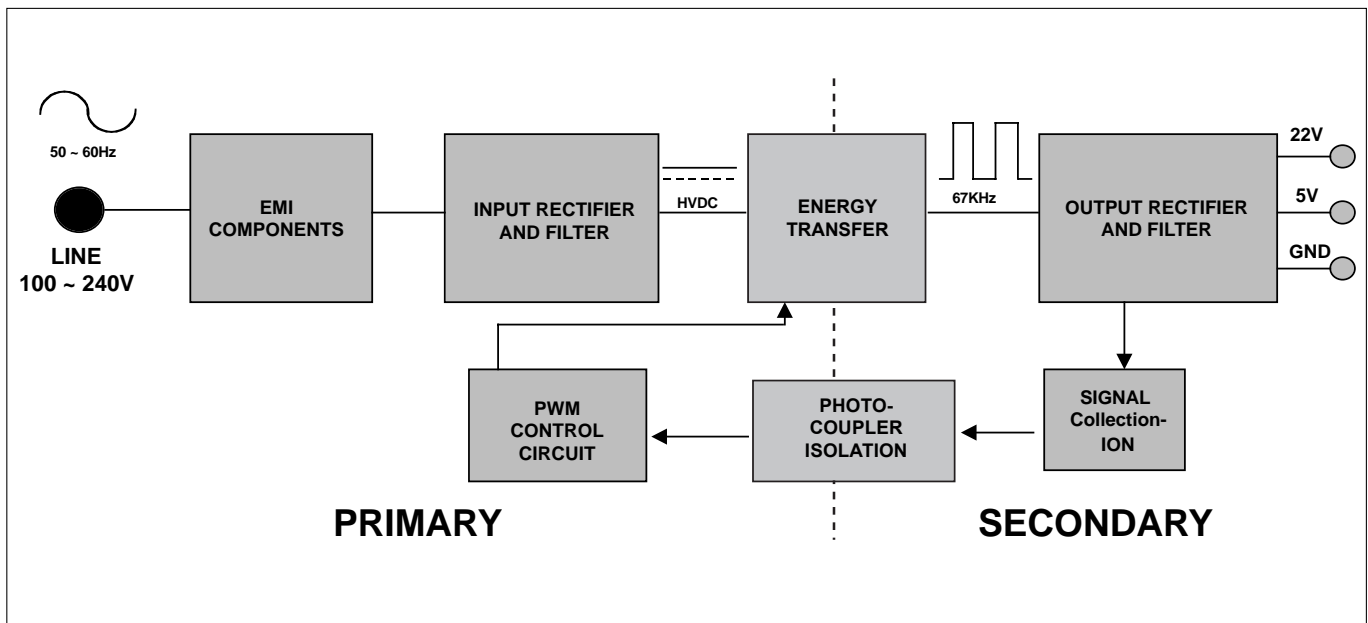 50 ~ 60Hz
LINE
100 ~ 240V
EMI
COMPONENTS
INPUT RECTIFIER
AND FILTER
HVDC
ENERGY
TRANSFER
67KHz
OUTPUT RECTIFIER
AND FILTER
22V
5V
GND
PWM
CONTROL
CIRCUIT
PHOTO-
COUPLER
ISOLATION
SIGNAL
Collection-
ION
PRIMARY
SECONDARY